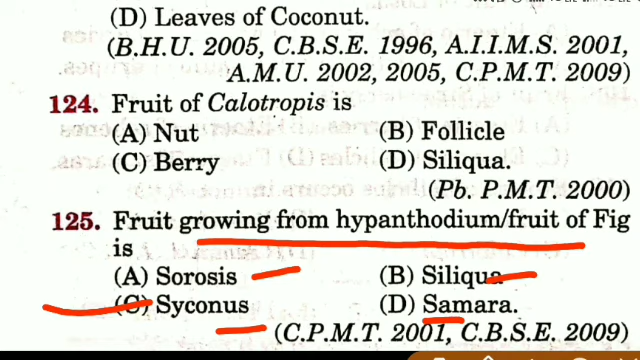 (D) Leaves of Coconut.
(B.H.U. 2005, C.B.S.E. 1996, A.I.I.M.S. 2001,
A.M.U. 2002, 2005, C.P.M.T. 2009)
124. Fruit of Calotropis is
(A) Nut (B) Follicle
(C) Berry (D) Siliqua.
(Pb. P.M.T. 2000)
125. Fruit growing from hypanthodium/fruit of Fig
is
(A) Sorosis (B) Siliqua
(C) Syconus (D) Samara.
(C.P.M.T. 2001, C.B.S.E. 2009)